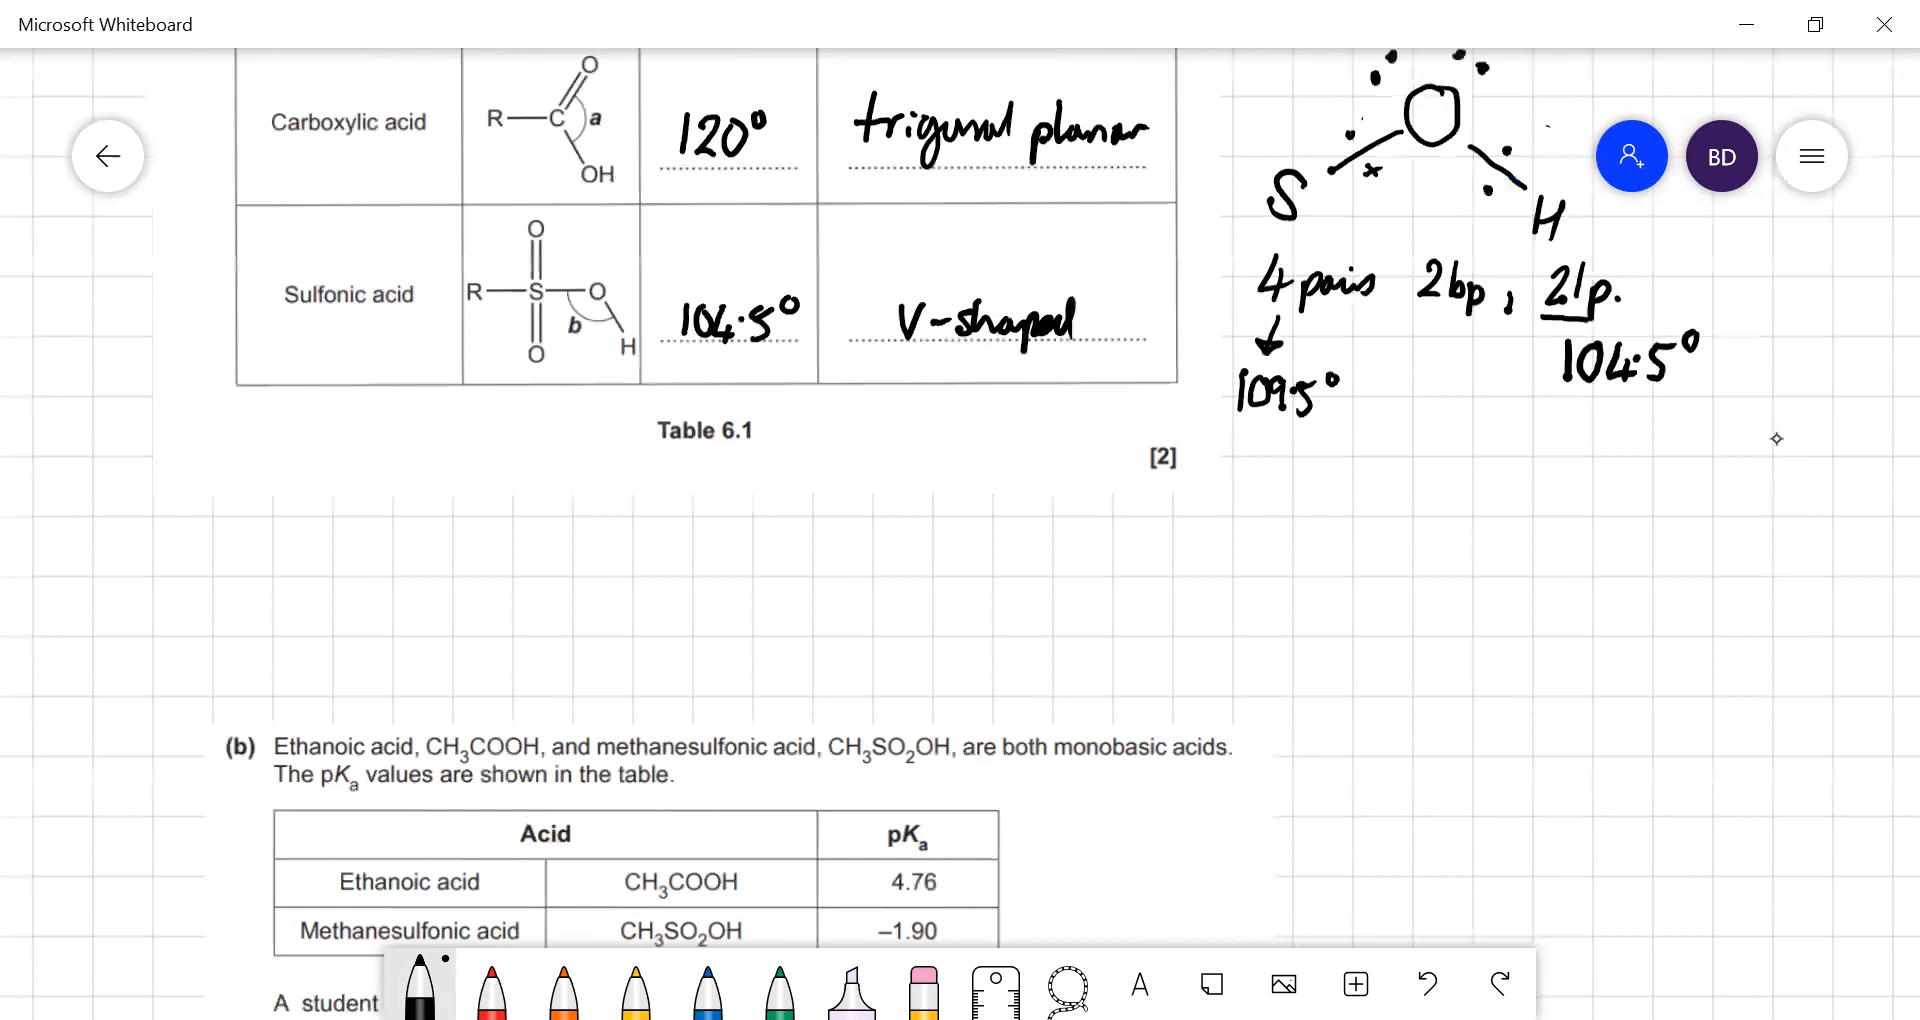 Microsoft Whiteboard
BD
Carboxylic acid
O
R—C a
OH
120°
trigonal planar
Sulfonic acid
O
R—S—O
b
H
O
104.5°
V-shaped
Table 6.1
[2]
O
S x
H
4 pairs 2bp, 2lp.
109.5°
104.5°
(b) Ethanoic acid, CH₃COOH, and methanesulfonic acid, CH₃SO₂OH, are both monobasic acids.
The pKₐ values are shown in the table.
Acid pKₐ
Ethanoic acid CH₃COOH 4.76
Methanesulfonic acid CH₃SO₂OH –1.90
A student
A